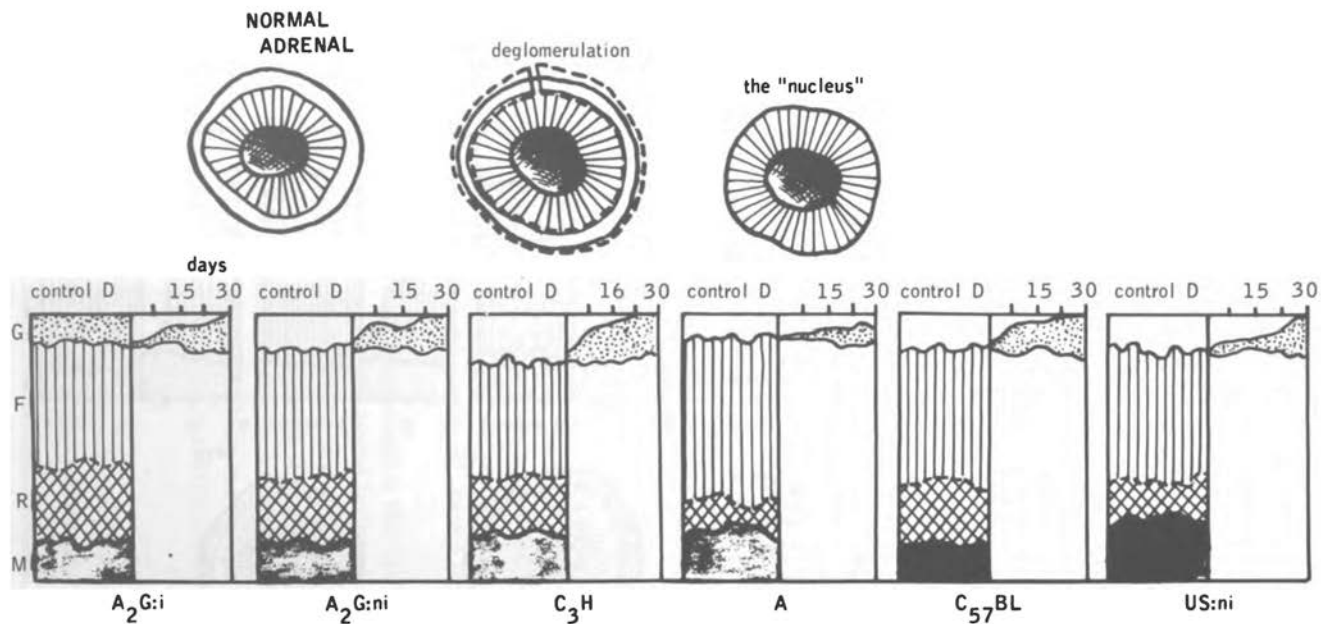 NORMAL
ADRENAL
deglomerulation
the "nucleus"
days
control D 15 30
control D 15 30
control D 16 30
control D 15 30
control D 15 30
control D 15 30
G
F
R
M
A₂G:i
A₂G:ni
C₃H
A
C₅₇BL
US:ni